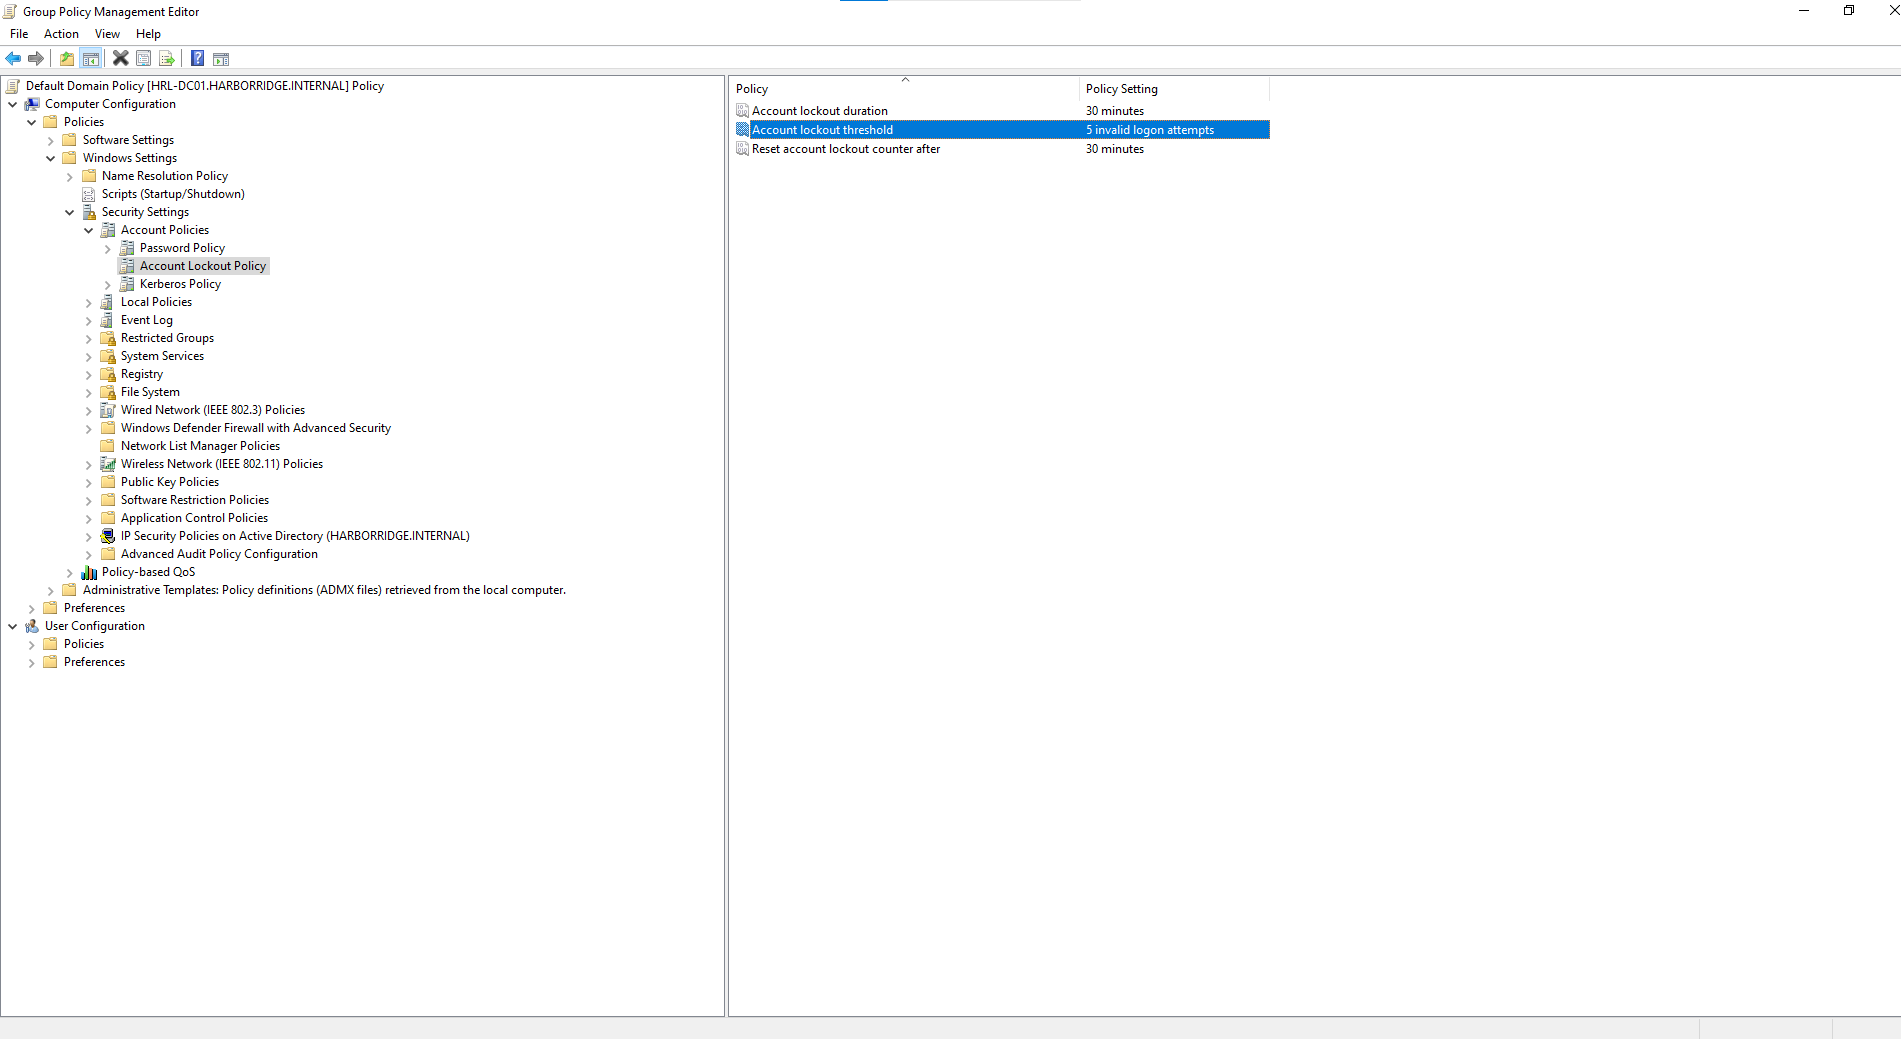 Group Policy Management Editor
File Action View Help
Default Domain Policy [HRL-DC01.HARBORRIDGE.INTERNAL] Policy
Computer Configuration
Policies
Software Settings
Windows Settings
Name Resolution Policy
Scripts (Startup/Shutdown)
Security Settings
Account Policies
Password Policy
Account Lockout Policy
Kerberos Policy
Local Policies
Event Log
Restricted Groups
System Services
Registry
File System
Wired Network (IEEE 802.3) Policies
Windows Defender Firewall with Advanced Security
Network List Manager Policies
Wireless Network (IEEE 802.11) Policies
Public Key Policies
Software Restriction Policies
Application Control Policies
IP Security Policies on Active Directory (HARBORRIDGE.INTERNAL)
Advanced Audit Policy Configuration
Policy-based QoS
Administrative Templates: Policy definitions (ADMX files) retrieved from the local computer.
Preferences
User Configuration
Policies
Preferences
Policy Policy Setting
Account lockout duration 30 minutes
Account lockout threshold 5 invalid logon attempts
Reset account lockout counter after 30 minutes